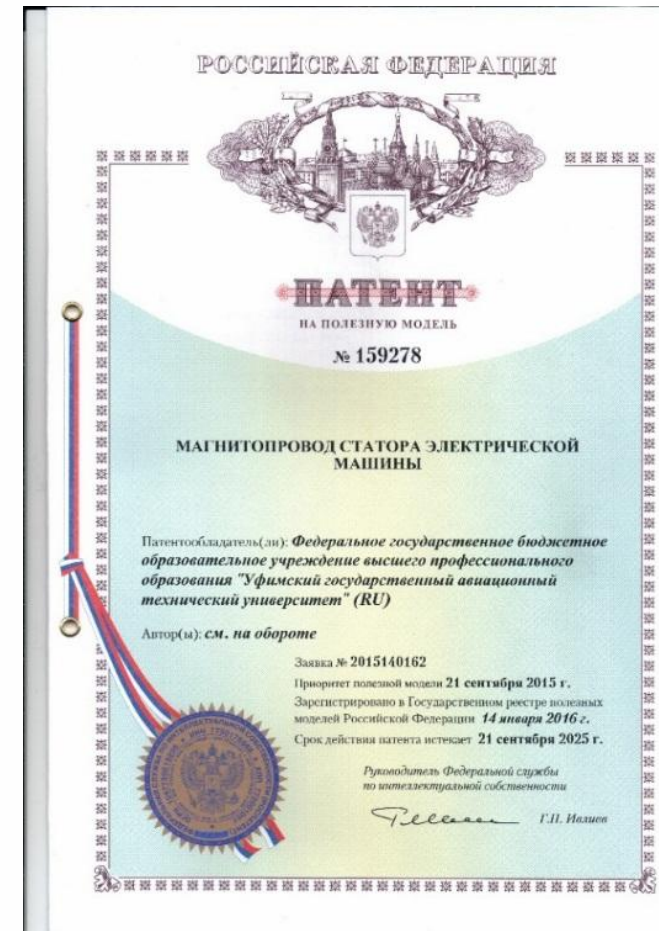 РОССИЙСКАЯ ФЕДЕРАЦИЯ
ПАТЕНТ
НА ПОЛЕЗНУЮ МОДЕЛЬ
№ 159278
МАГНИТОПРОВОД СТАТОРА ЭЛЕКТРИЧЕСКОЙ
МАШИНЫ
Патентообладатель(ли): Федеральное государственное бюджетное
образовательное учреждение высшего профессионального
образования "Уфимский государственный авиационный
технический университет" (RU)
Автор(ы): см. на обороте
Заявка № 2015140162
Приоритет полезной модели 21 сентября 2015 г.
Зарегистрировано в Государственном реестре полезных
моделей Российской Федерации 14 января 2016 г.
Срок действия патента истекает 21 сентября 2025 г.
Руководитель Федеральной службы
по интеллектуальной собственности
Г.П. Ивлиев